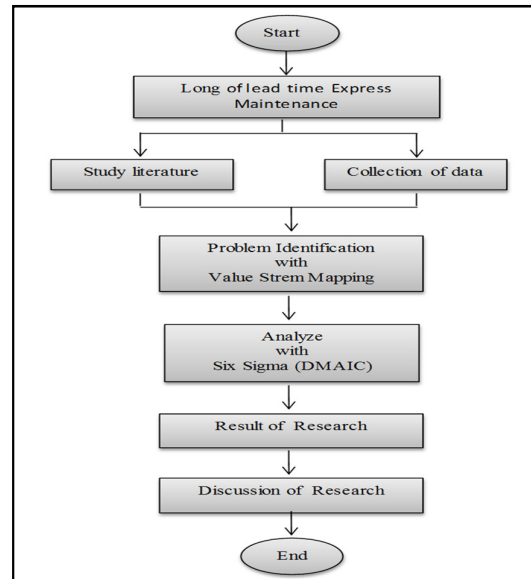 Start
Long of lead time Express
Maintenance
Study literature
Collection of data
Problem Identification
with
Value Strem Mapping
Analyze
with
Six Sigma (DMAIC)
Result of Research
Discussion of Research
End